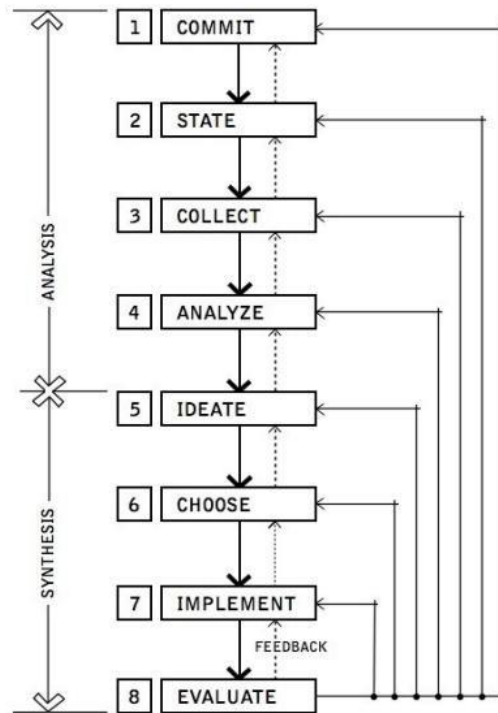 1 COMMIT
2 STATE
3 COLLECT
ANALYSIS
4 ANALYZE
5 IDEATE
6 CHOOSE
SYNTHESIS
7 IMPLEMENT
FEEDBACK
8 EVALUATE